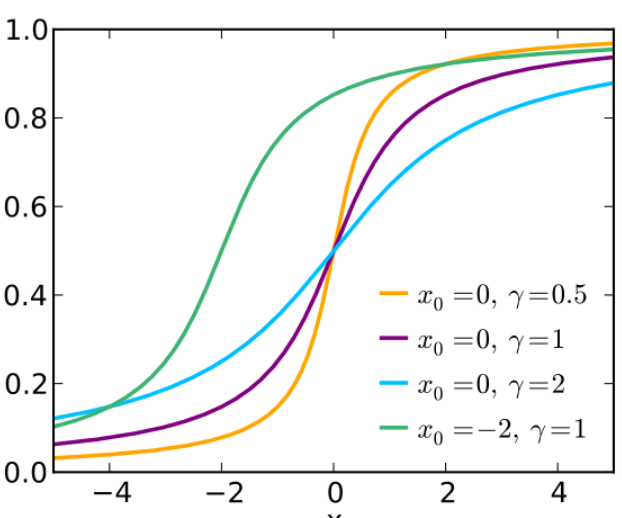 1.0
0.8
0.6
0.4
0.2
0.0
x₀ =0, γ=0.5
x₀ =0, γ=1
x₀ =0, γ=2
x₀ =−2, γ=1
−4 −2 0 2 4
x